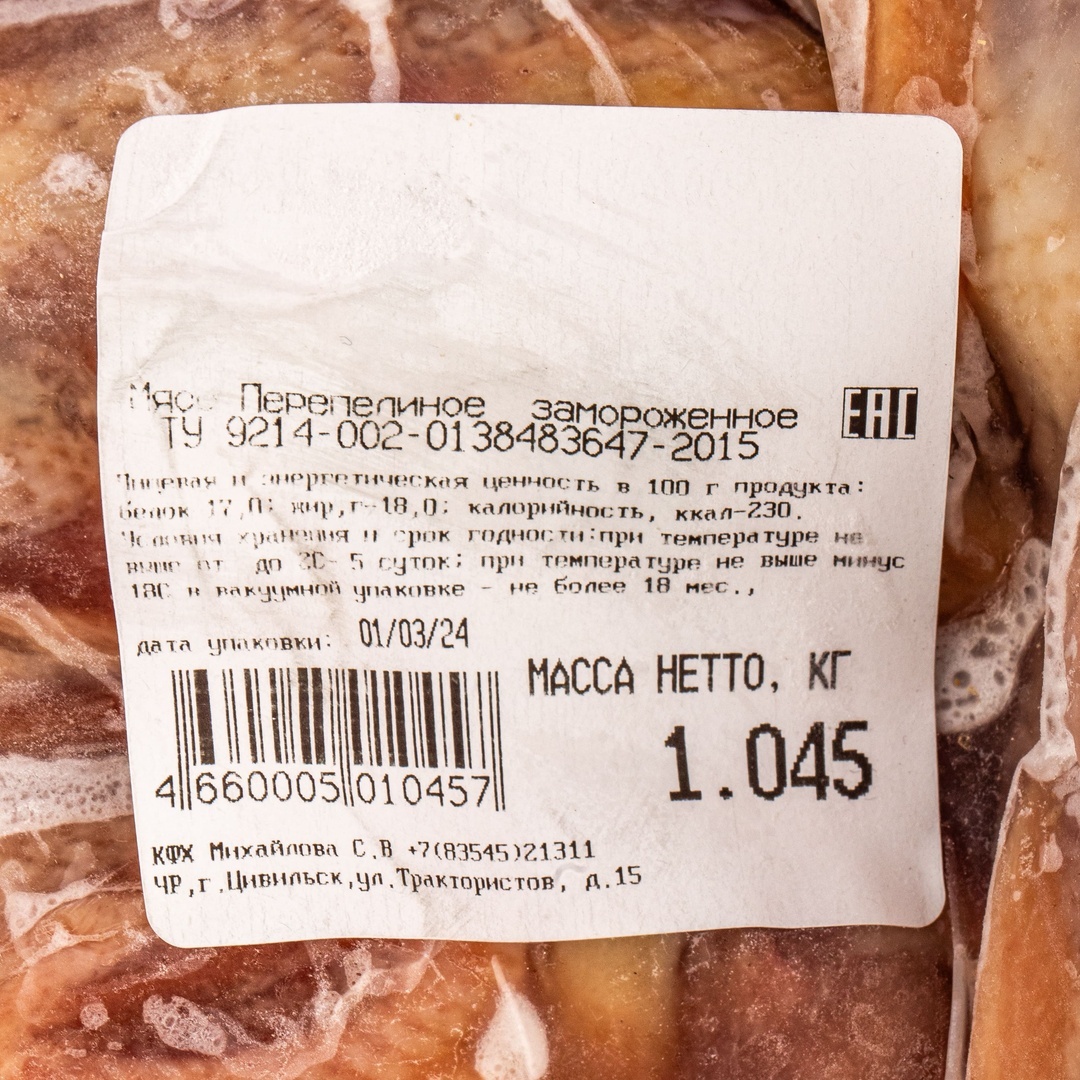 Мясо Перепелиное замороженное
ТУ 9214-002-0138483647-2015
EAC
Пищевая и энергетическая ценность в 100 г продукта:
белок 17,0; жир,г-18,0; калорийность, ккал-230.
Условия хранения и срок годности:при температуре не
выше от до 2С- 5 суток; при температуре не выше минус
18С в вакуумной упаковке - не более 18 мес.,
дата упаковки: 01/03/24
МАССА НЕТТО, КГ
1.045
4 660005 010457
КФХ Михайлова С.В +7(83545)21311
ЧР,г.Цивильск,ул.Трактористов, д.15